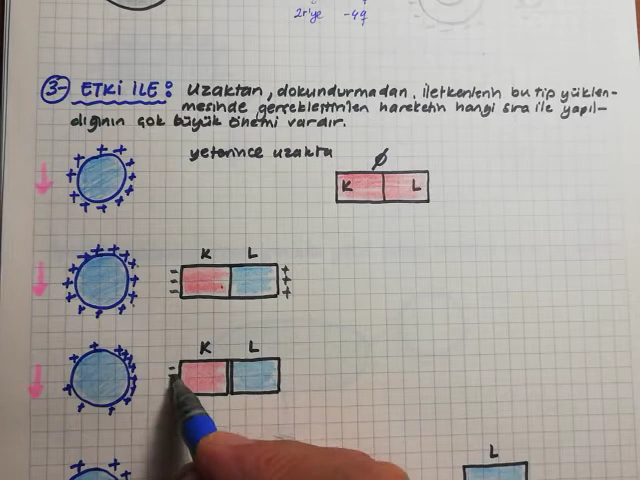 2r'ye -4q
3- ETKİ İLE: Uzaktan, dokundurmadan, iletkenlerin bu tip yüklen-
mesinde gerçekleştirilen hareketin hangi sıra ile yapıl-
dığının çok büyük önemi vardır.
yeterince uzakta
Ø
K L
K L
K L
L